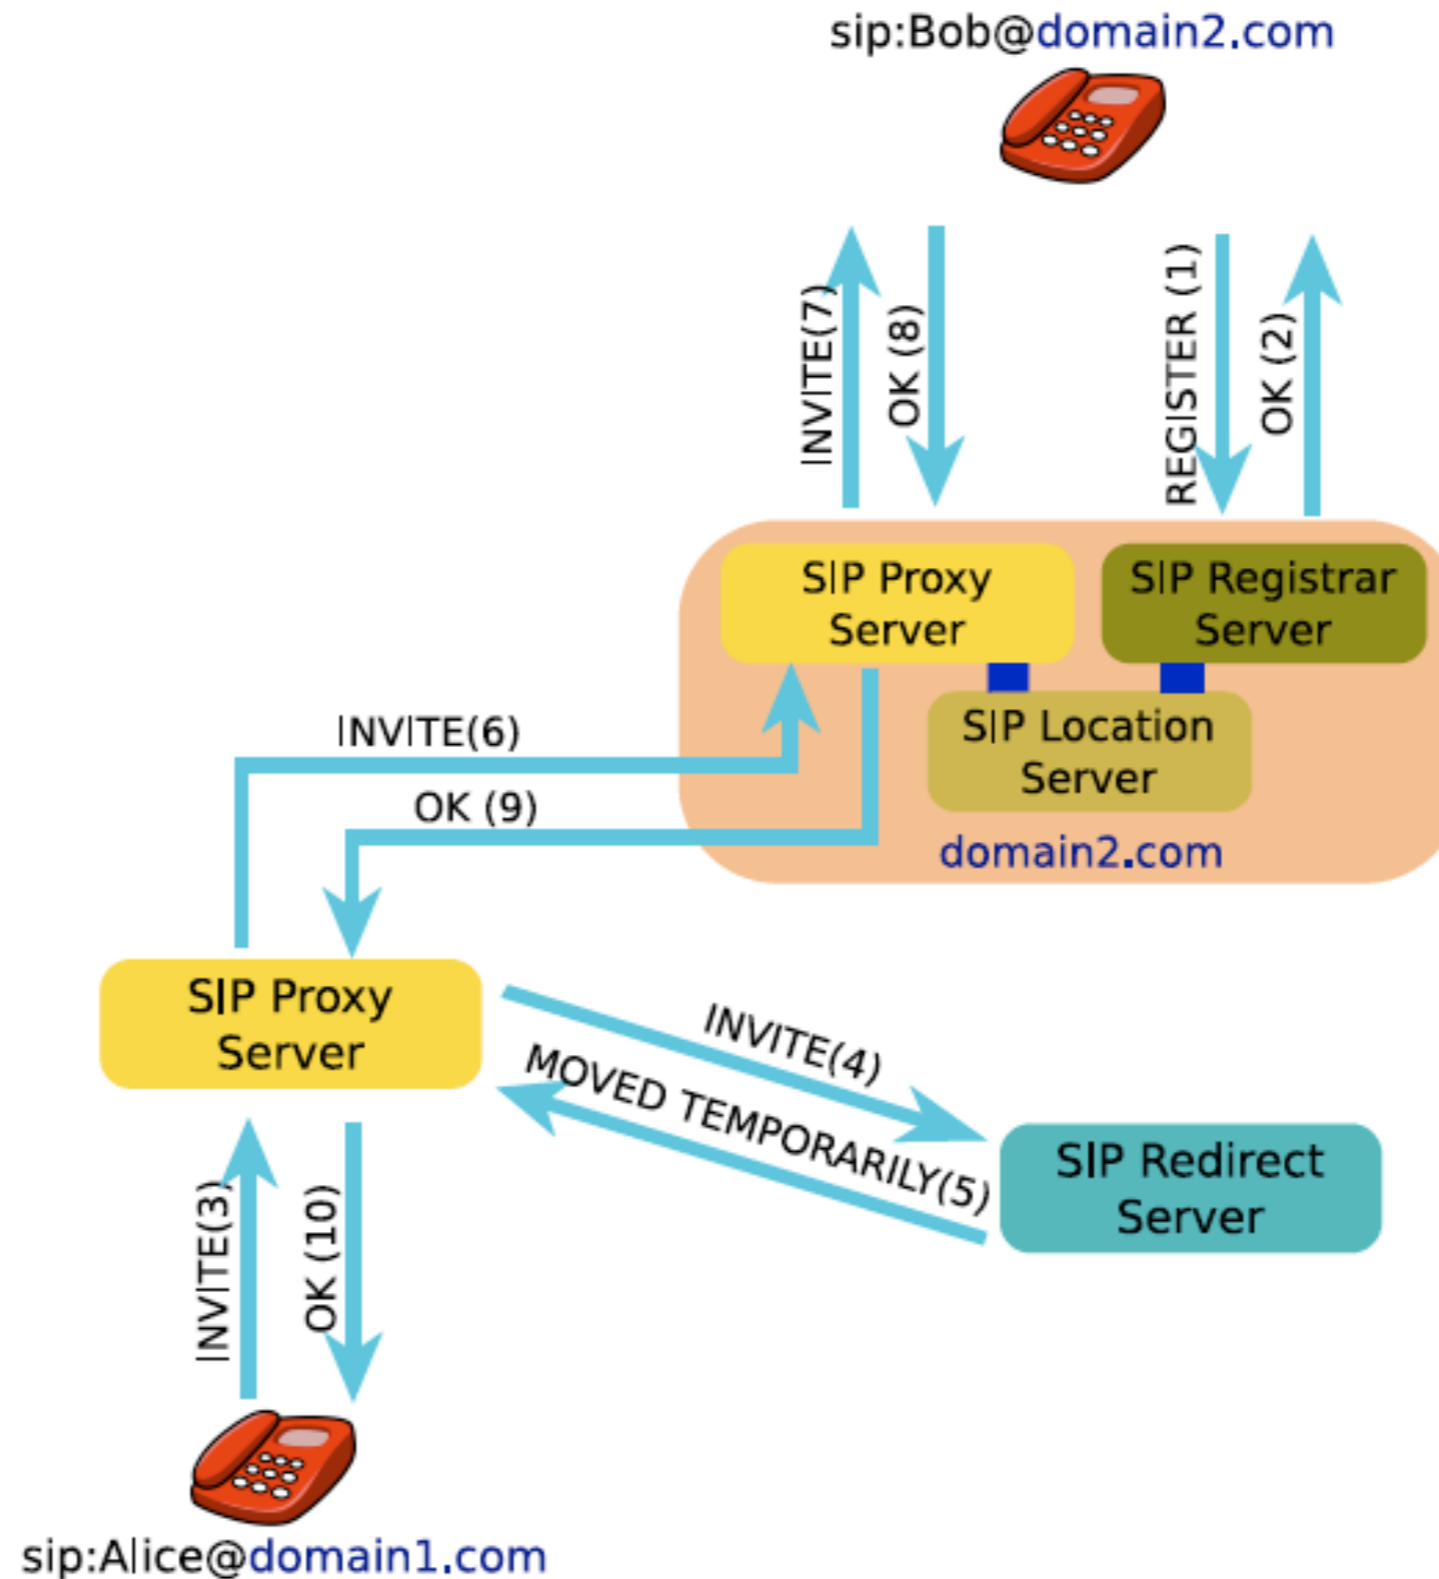 sip:Bob@domain2.com
INVITE(7)
OK (8)
REGISTER (1)
OK (2)
SIP Proxy
Server
SIP Registrar
Server
SIP Location
Server
domain2.com
INVITE(6)
OK (9)
SIP Proxy
Server
INVITE(4)
MOVED TEMPORARILY(5)
SIP Redirect
Server
INVITE(3)
OK (10)
sip:Alice@domain1.com